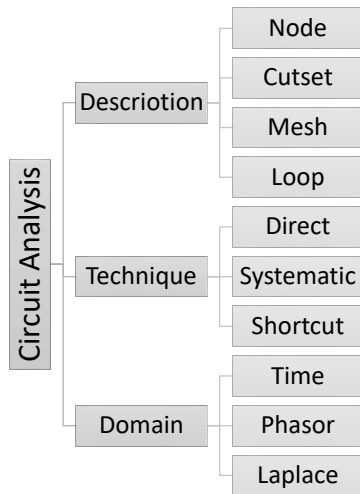 Circuit Analysis
Descriotion
Node
Cutset
Mesh
Loop
Technique
Direct
Systematic
Shortcut
Domain
Time
Phasor
Laplace